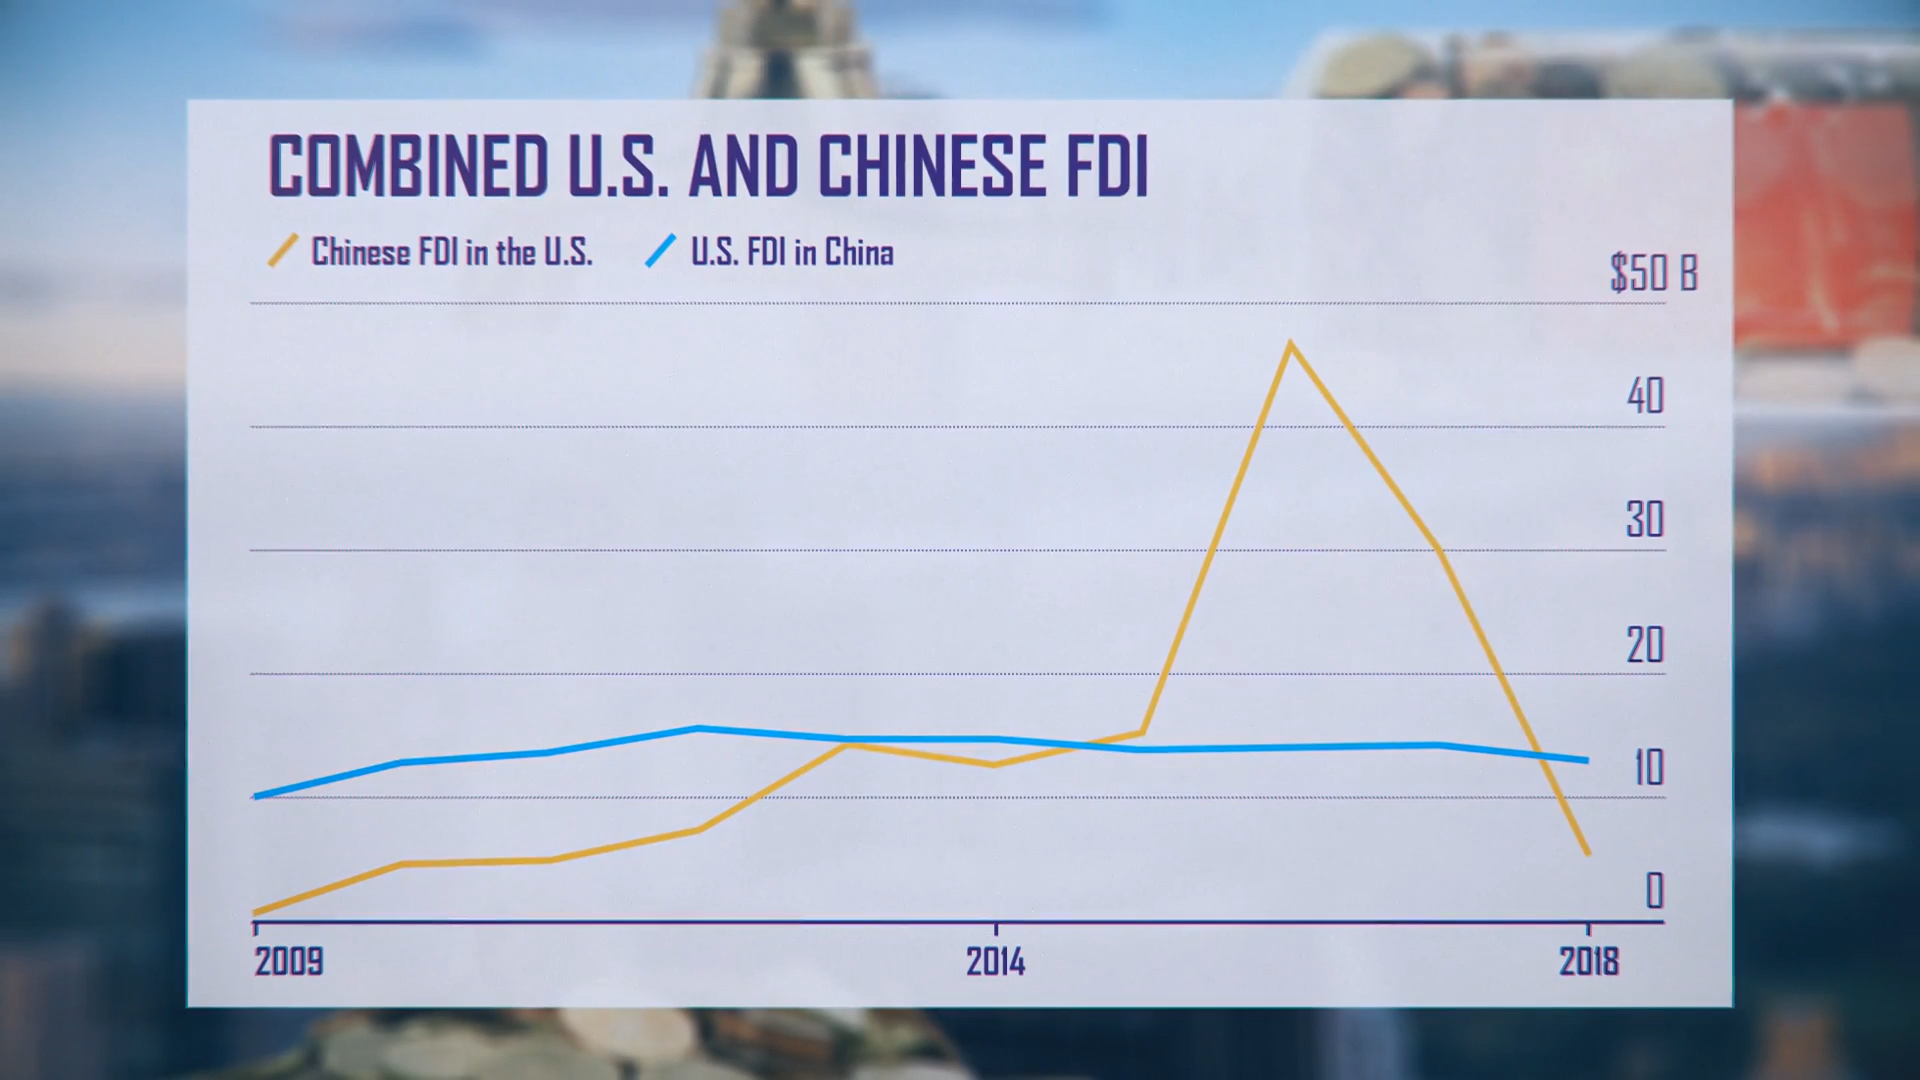 COMBINED U.S. AND CHINESE FDI
Chinese FDI in the U.S. U.S. FDI in China
$50 B
40
30
20
10
0
2009 2014 2018